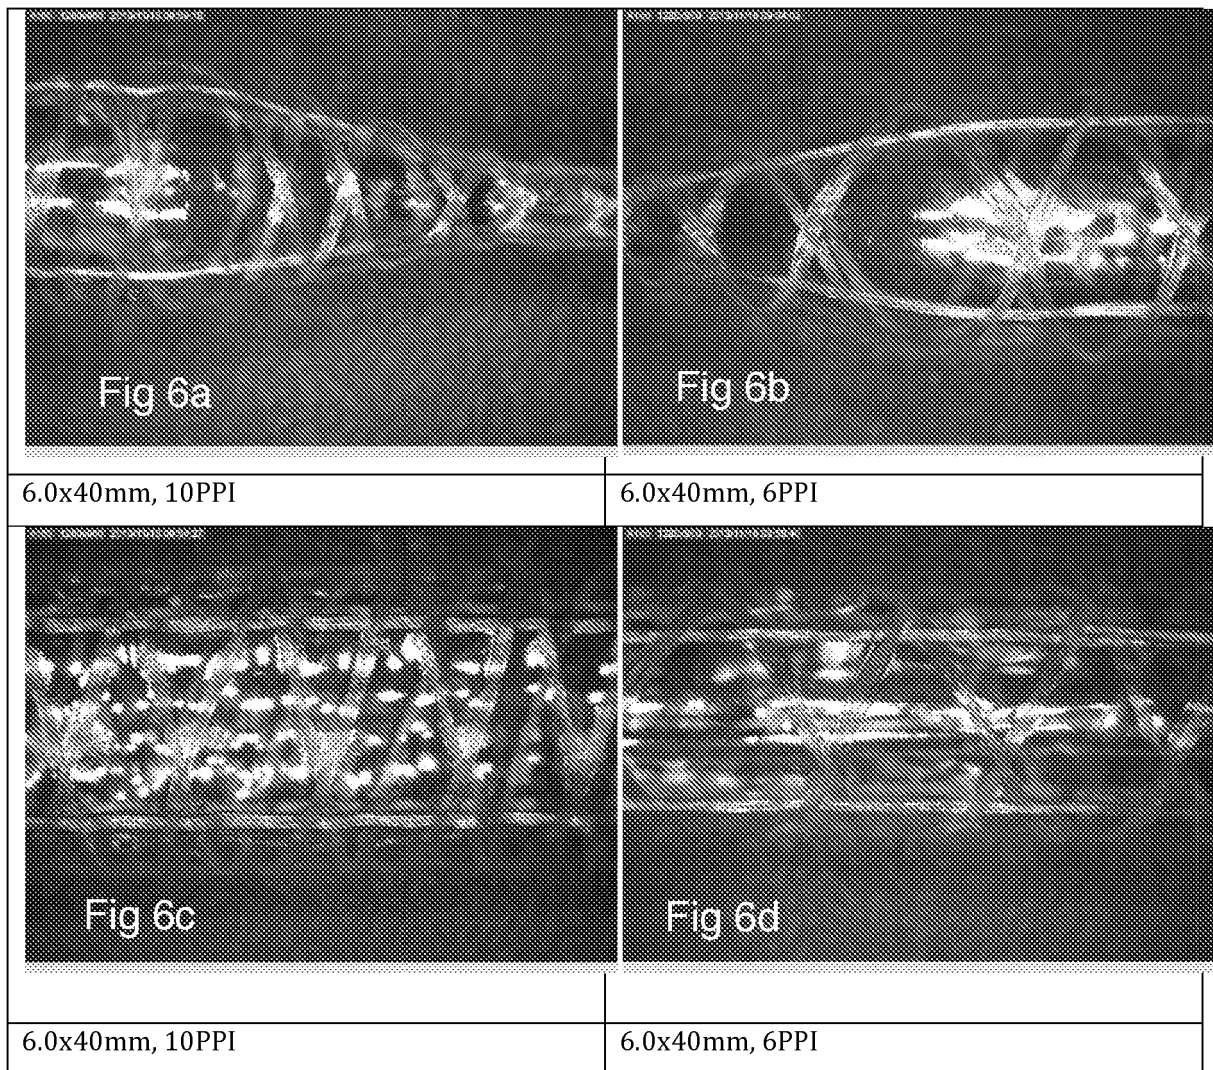 Fig 6a
Fig 6b
6.0x40mm, 10PPI
6.0x40mm, 6PPI
Fig 6c
Fig 6d
6.0x40mm, 10PPI
6.0x40mm, 6PPI